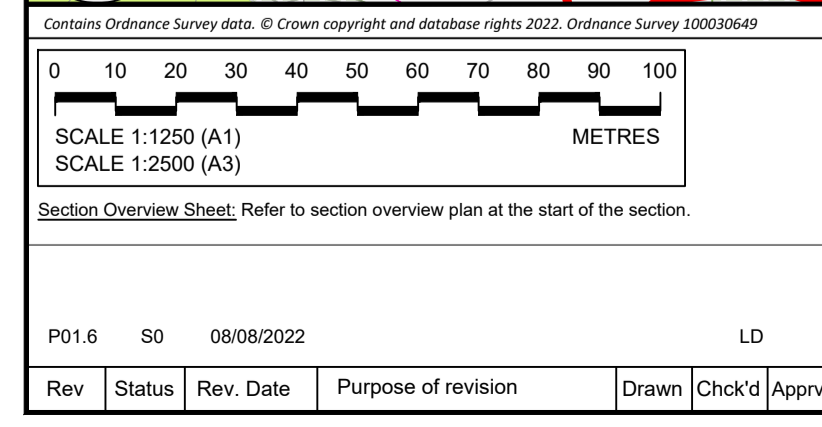 Contains Ordnance Survey data. © Crown copyright and database rights 2022. Ordnance Survey 100030649
0 10 20 30 40 50 60 70 80 90 100
SCALE 1:1250 (A1) METRES
SCALE 1:2500 (A3)
Section Overview Sheet: Refer to section overview plan at the start of the section.
P01.6 S0 08/08/2022 LD
Rev Status Rev. Date Purpose of revision Drawn Chck'd Apprv